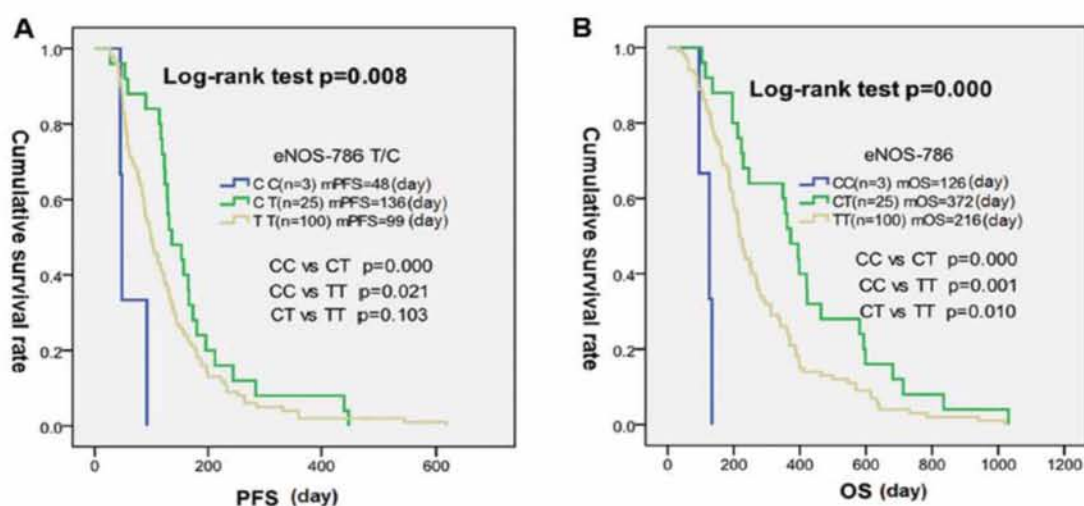 A
Log-rank test p=0.008
eNOS-786 T/C
C C(n=3) mPFS=48(day)
C T(n=25) mPFS=136(day)
T T(n=100) mPFS=99 (day)
CC vs CT p=0.000
CC vs TT p=0.021
CT vs TT p=0.103
Cumulative survival rate
1.0
0.8
0.6
0.4
0.2
0.0
0
200
400
600
PFS (day)
B
Log-rank test p=0.000
eNOS-786
CC(n=3) mOS=126 (day)
CT(n=25) mOS=372(day)
TT(n=100) mOS=216(day)
CC vs CT p=0.000
CC vs TT p=0.001
CT vs TT p=0.010
Cumulative survival rate
1.0
0.8
0.6
0.4
0.2
0.0
0
200
400
600
800
1000
1200
OS (day)